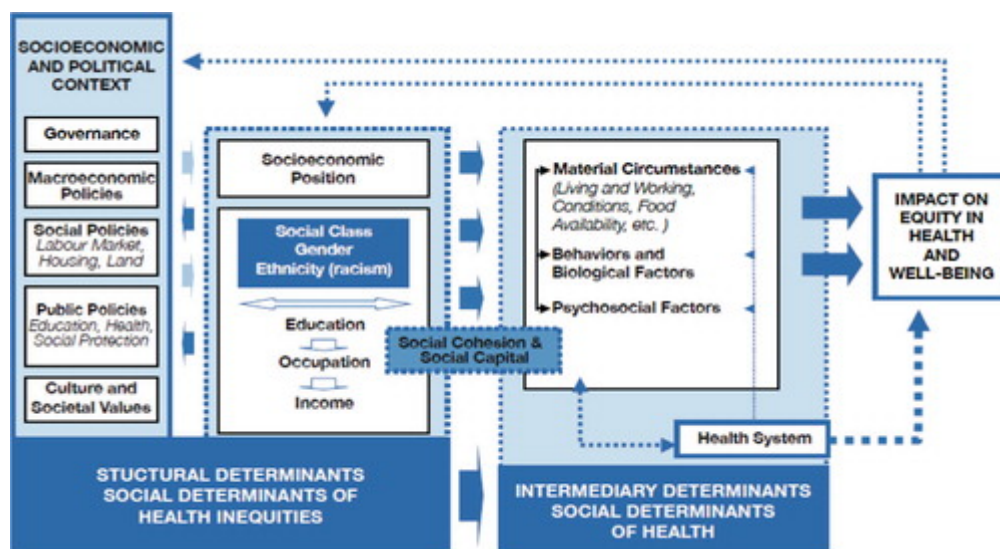 SOCIOECONOMIC
AND POLITICAL
CONTEXT
Governance
Macroeconomic
Policies
Social Policies
Labour Market,
Housing, Land
Public Policies
Education, Health,
Social Protection
Culture and
Societal Values
Socioeconomic
Position
Social Class
Gender
Ethnicity (racism)
Education
Occupation
Income
Social Cohesion &
Social Capital
Material Circumstances
(Living and Working,
Conditions, Food
Availability, etc. )
Behaviors and
Biological Factors
Psychosocial Factors
Health System
IMPACT ON
EQUITY IN
HEALTH
AND
WELL-BEING
STUCTURAL DETERMINANTS
SOCIAL DETERMINANTS OF
HEALTH INEQUITIES
INTERMEDIARY DETERMINANTS
SOCIAL DETERMINANTS
OF HEALTH